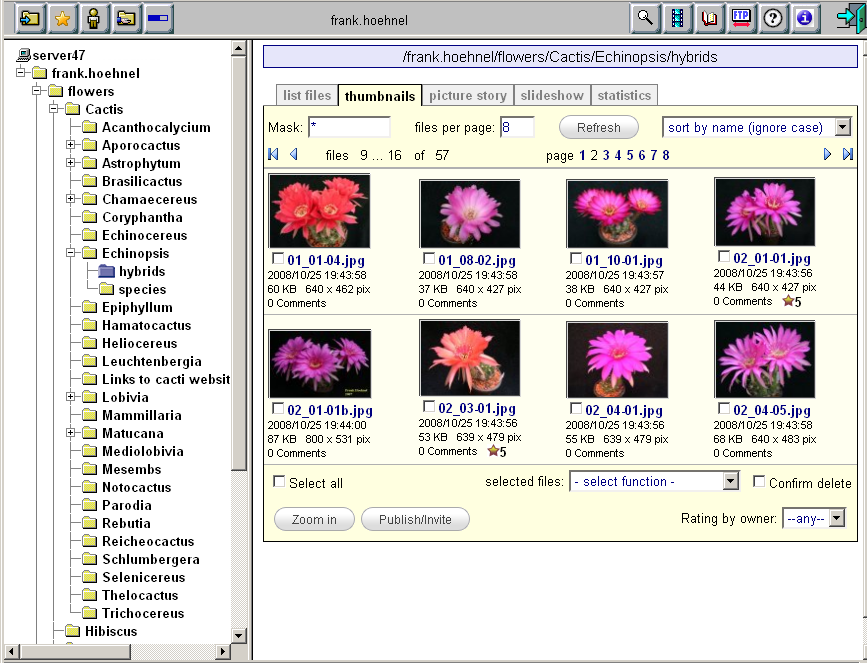 frank.hoehnel
FTP
server47
frank.hoehnel
flowers
Cactis
Acanthocalycium
Aporocactus
Astrophytum
Brasilicactus
Chamaecereus
Coryphantha
Echinocereus
Echinopsis
hybrids
species
Epiphyllum
Hamatocactus
Heliocereus
Leuchtenbergia
Links to cacti websit
Lobivia
Mammillaria
Matucana
Mediolobivia
Mesembs
Notocactus
Parodia
Rebutia
Reicheocactus
Schlumbergera
Selenicereus
Thelocactus
Trichocereus
Hibiscus
/frank.hoehnel/flowers/Cactis/Echinopsis/hybrids
list files thumbnails picture story slideshow statistics
Mask: * files per page: 8 Refresh sort by name (ignore case)
files 9 ... 16 of 57 page 1 2 3 4 5 6 7 8
01_01-04.jpg
2008/10/25 19:43:58
60 KB 640 x 462 pix
0 Comments
01_08-02.jpg
2008/10/25 19:43:58
37 KB 640 x 427 pix
0 Comments
01_10-01.jpg
2008/10/25 19:43:57
38 KB 640 x 427 pix
0 Comments
02_01-01.jpg
2008/10/25 19:43:56
44 KB 640 x 427 pix
0 Comments 5
02_01-01b.jpg
2008/10/25 19:44:00
87 KB 800 x 531 pix
0 Comments
02_03-01.jpg
2008/10/25 19:43:56
53 KB 639 x 479 pix
0 Comments 5
02_04-01.jpg
2008/10/25 19:43:56
55 KB 639 x 479 pix
0 Comments
02_04-05.jpg
2008/10/25 19:43:58
68 KB 640 x 483 pix
0 Comments
Select all selected files: - select function - Confirm delete
Zoom in Publish/Invite Rating by owner: --any--